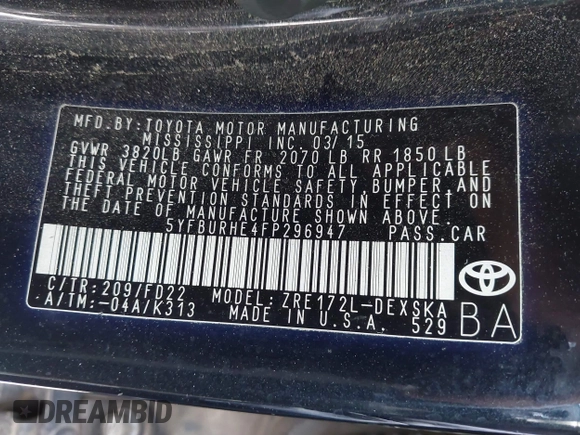 MFD. BY: TOYOTA MOTOR MANUFACTURING
MISSISSIPPI INC. 03/15
GVWR 3820LB GAWR FR 2070 LB RR 1850 LB
THIS VEHICLE CONFORMS TO ALL APPLICABLE
FEDERAL MOTOR VEHICLE SAFETY, BUMPER, AND
THEFT PREVENTION STANDARDS IN EFFECT ON
THE DATE OF MANUFACTURE SHOWN ABOVE.
5YFBURHE4FP296947 PASS. CAR
C/TR: 209/FD22 MODEL: ZRE172L-DEXSKA
A/TM: -04A/K313 MADE IN U.S.A. 529
BA
DREAMBID